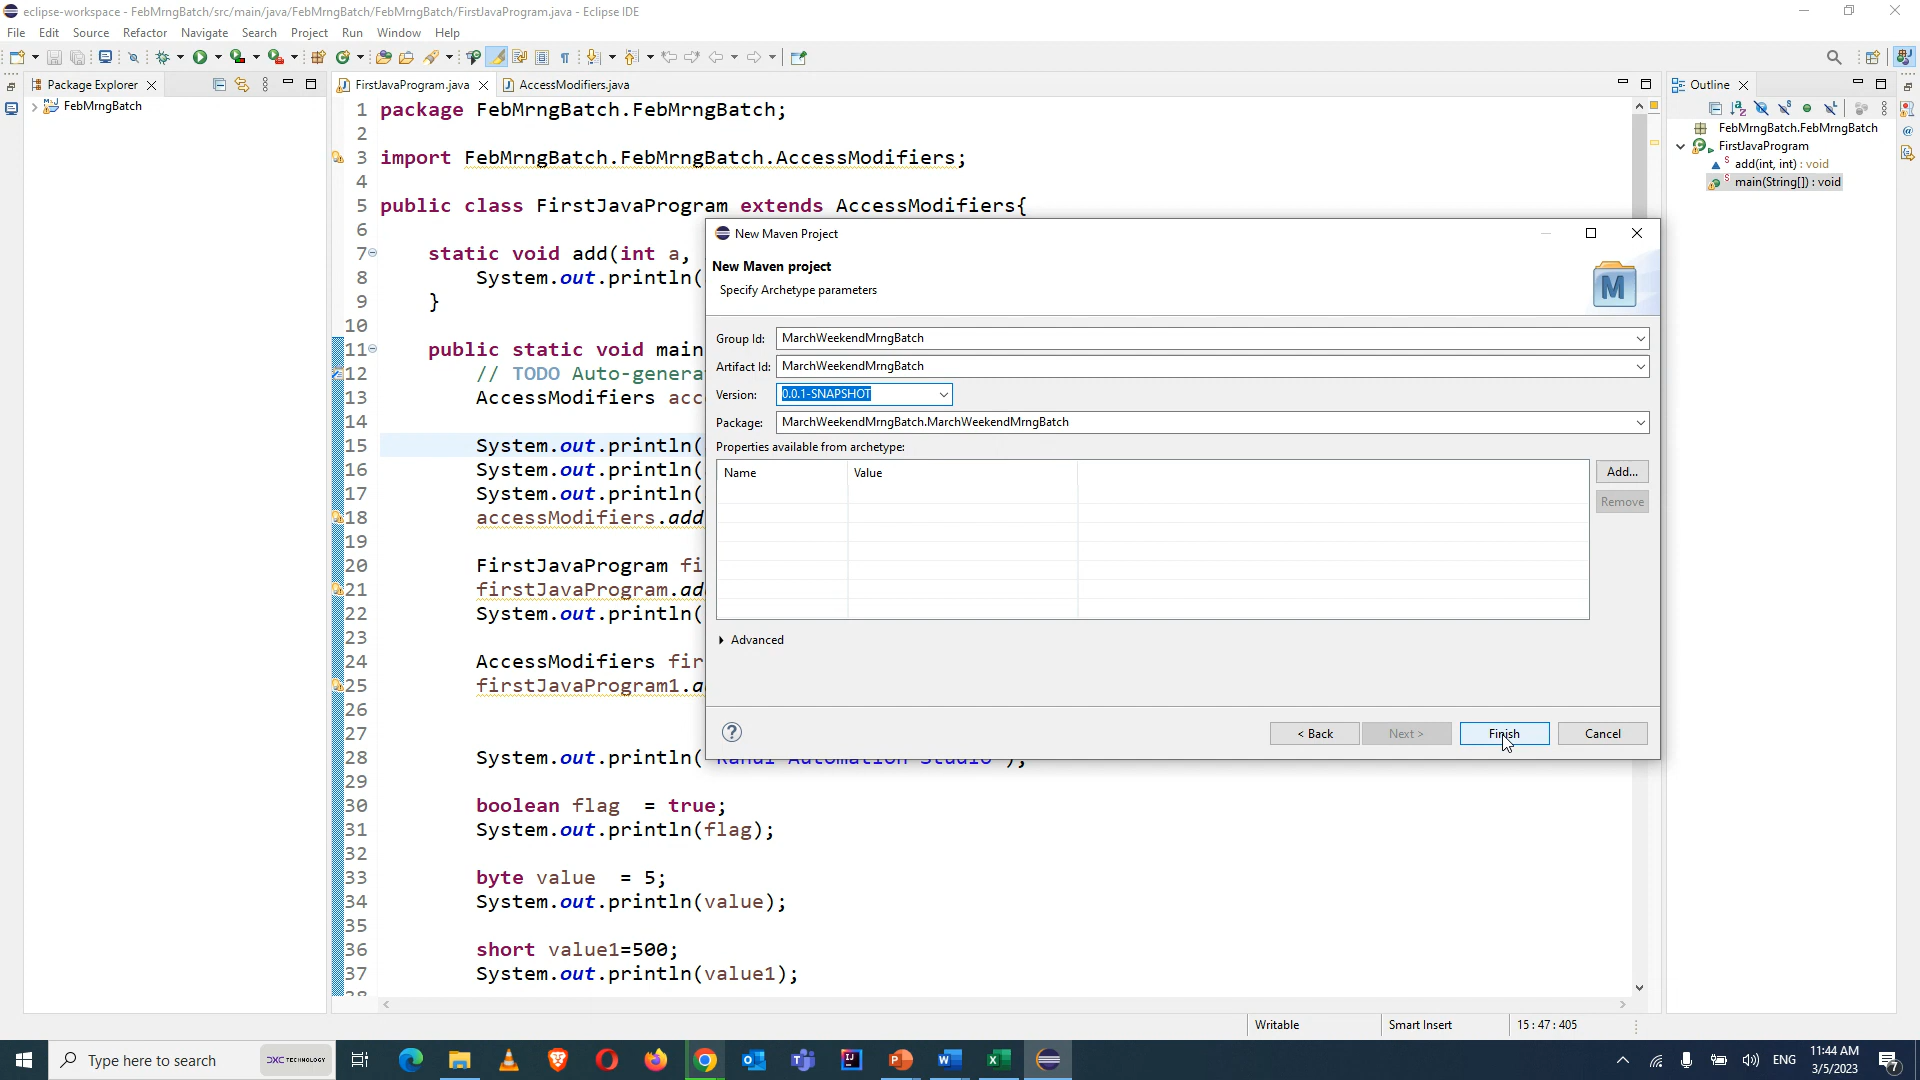 eclipse-workspace - FebMrngBatch/src/main/java/FebMrngBatch/FebMrngBatch/FirstJavaProgram.java - Eclipse IDE
File Edit Source Refactor Navigate Search Project Run Window Help
Package Explorer
FirstJavaProgram.java
AccessModifiers.java
Outline
FebMrngBatch
FebMrngBatch.FebMrngBatch
FirstJavaProgram
add(int, int) : void
main(String[]) : void
1 package FebMrngBatch.FebMrngBatch;
2
3 import FebMrngBatch.FebMrngBatch.AccessModifiers;
4
5 public class FirstJavaProgram extends AccessModifiers{
6
7 static void add(int a,
8 System.out.println(
9 }
10
11 public static void main
12 // TODO Auto-genera
13 AccessModifiers acc
14
15 System.out.println(
16 System.out.println(
17 System.out.println(
18 accessModifiers.add
19
20 FirstJavaProgram fi
21 firstJavaProgram.ad
22 System.out.println(
23
24 AccessModifiers fir
25 firstJavaProgram1.a
26
27
28 System.out.println("Rahul Automation Studio");
29
30 boolean flag = true;
31 System.out.println(flag);
32
33 byte value = 5;
34 System.out.println(value);
35
36 short value1=500;
37 System.out.println(value1);
New Maven Project
New Maven project
Specify Archetype parameters
M
Group Id: MarchWeekendMrngBatch
Artifact Id: MarchWeekendMrngBatch
Version: 0.0.1-SNAPSHOT
Package: MarchWeekendMrngBatch.MarchWeekendMrngBatch
Properties available from archetype:
Name Value
Add...
Remove
Advanced
< Back Next > Finish Cancel
Writable Smart Insert 15 : 47 : 405
Type here to search
DXC TECHNOLOGY
ENG
11:44 AM
3/5/2023
7